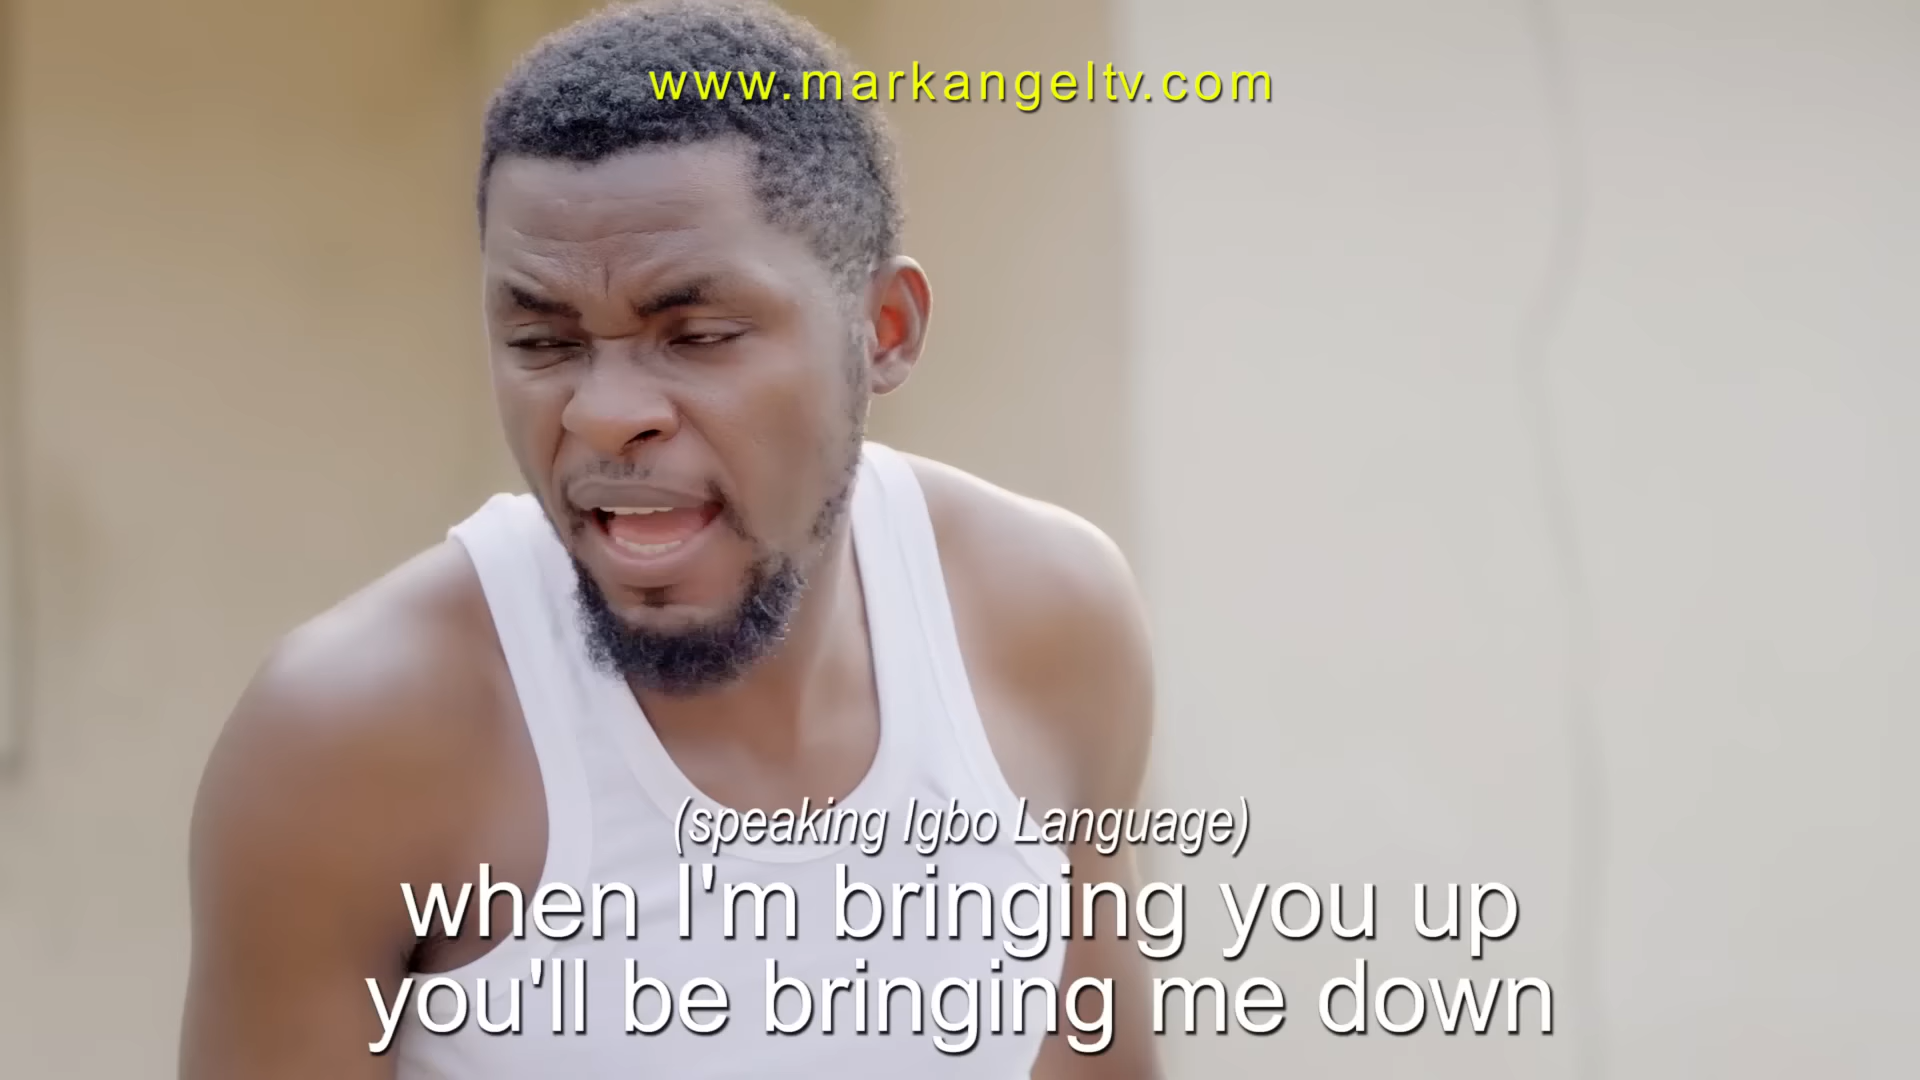 www.markangeltv.com
(speaking Igbo Language)
when I'm bringing you up
you'll be bringing me down